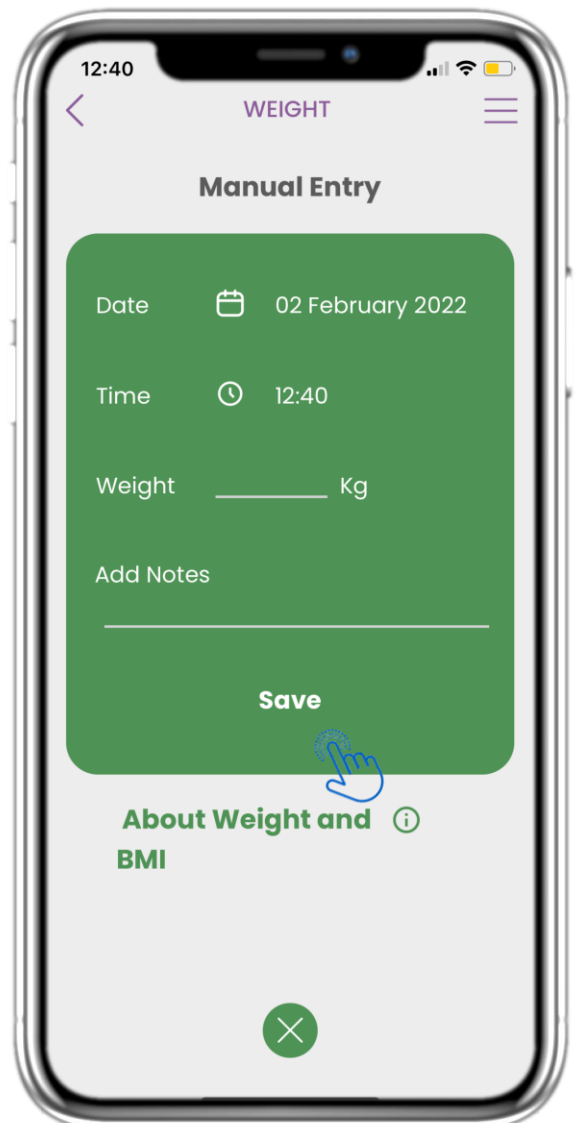 12:40
WEIGHT
Manual Entry
Date 02 February 2022
Time 12:40
Weight ________ Kg
Add Notes
Save
About Weight and
BMI